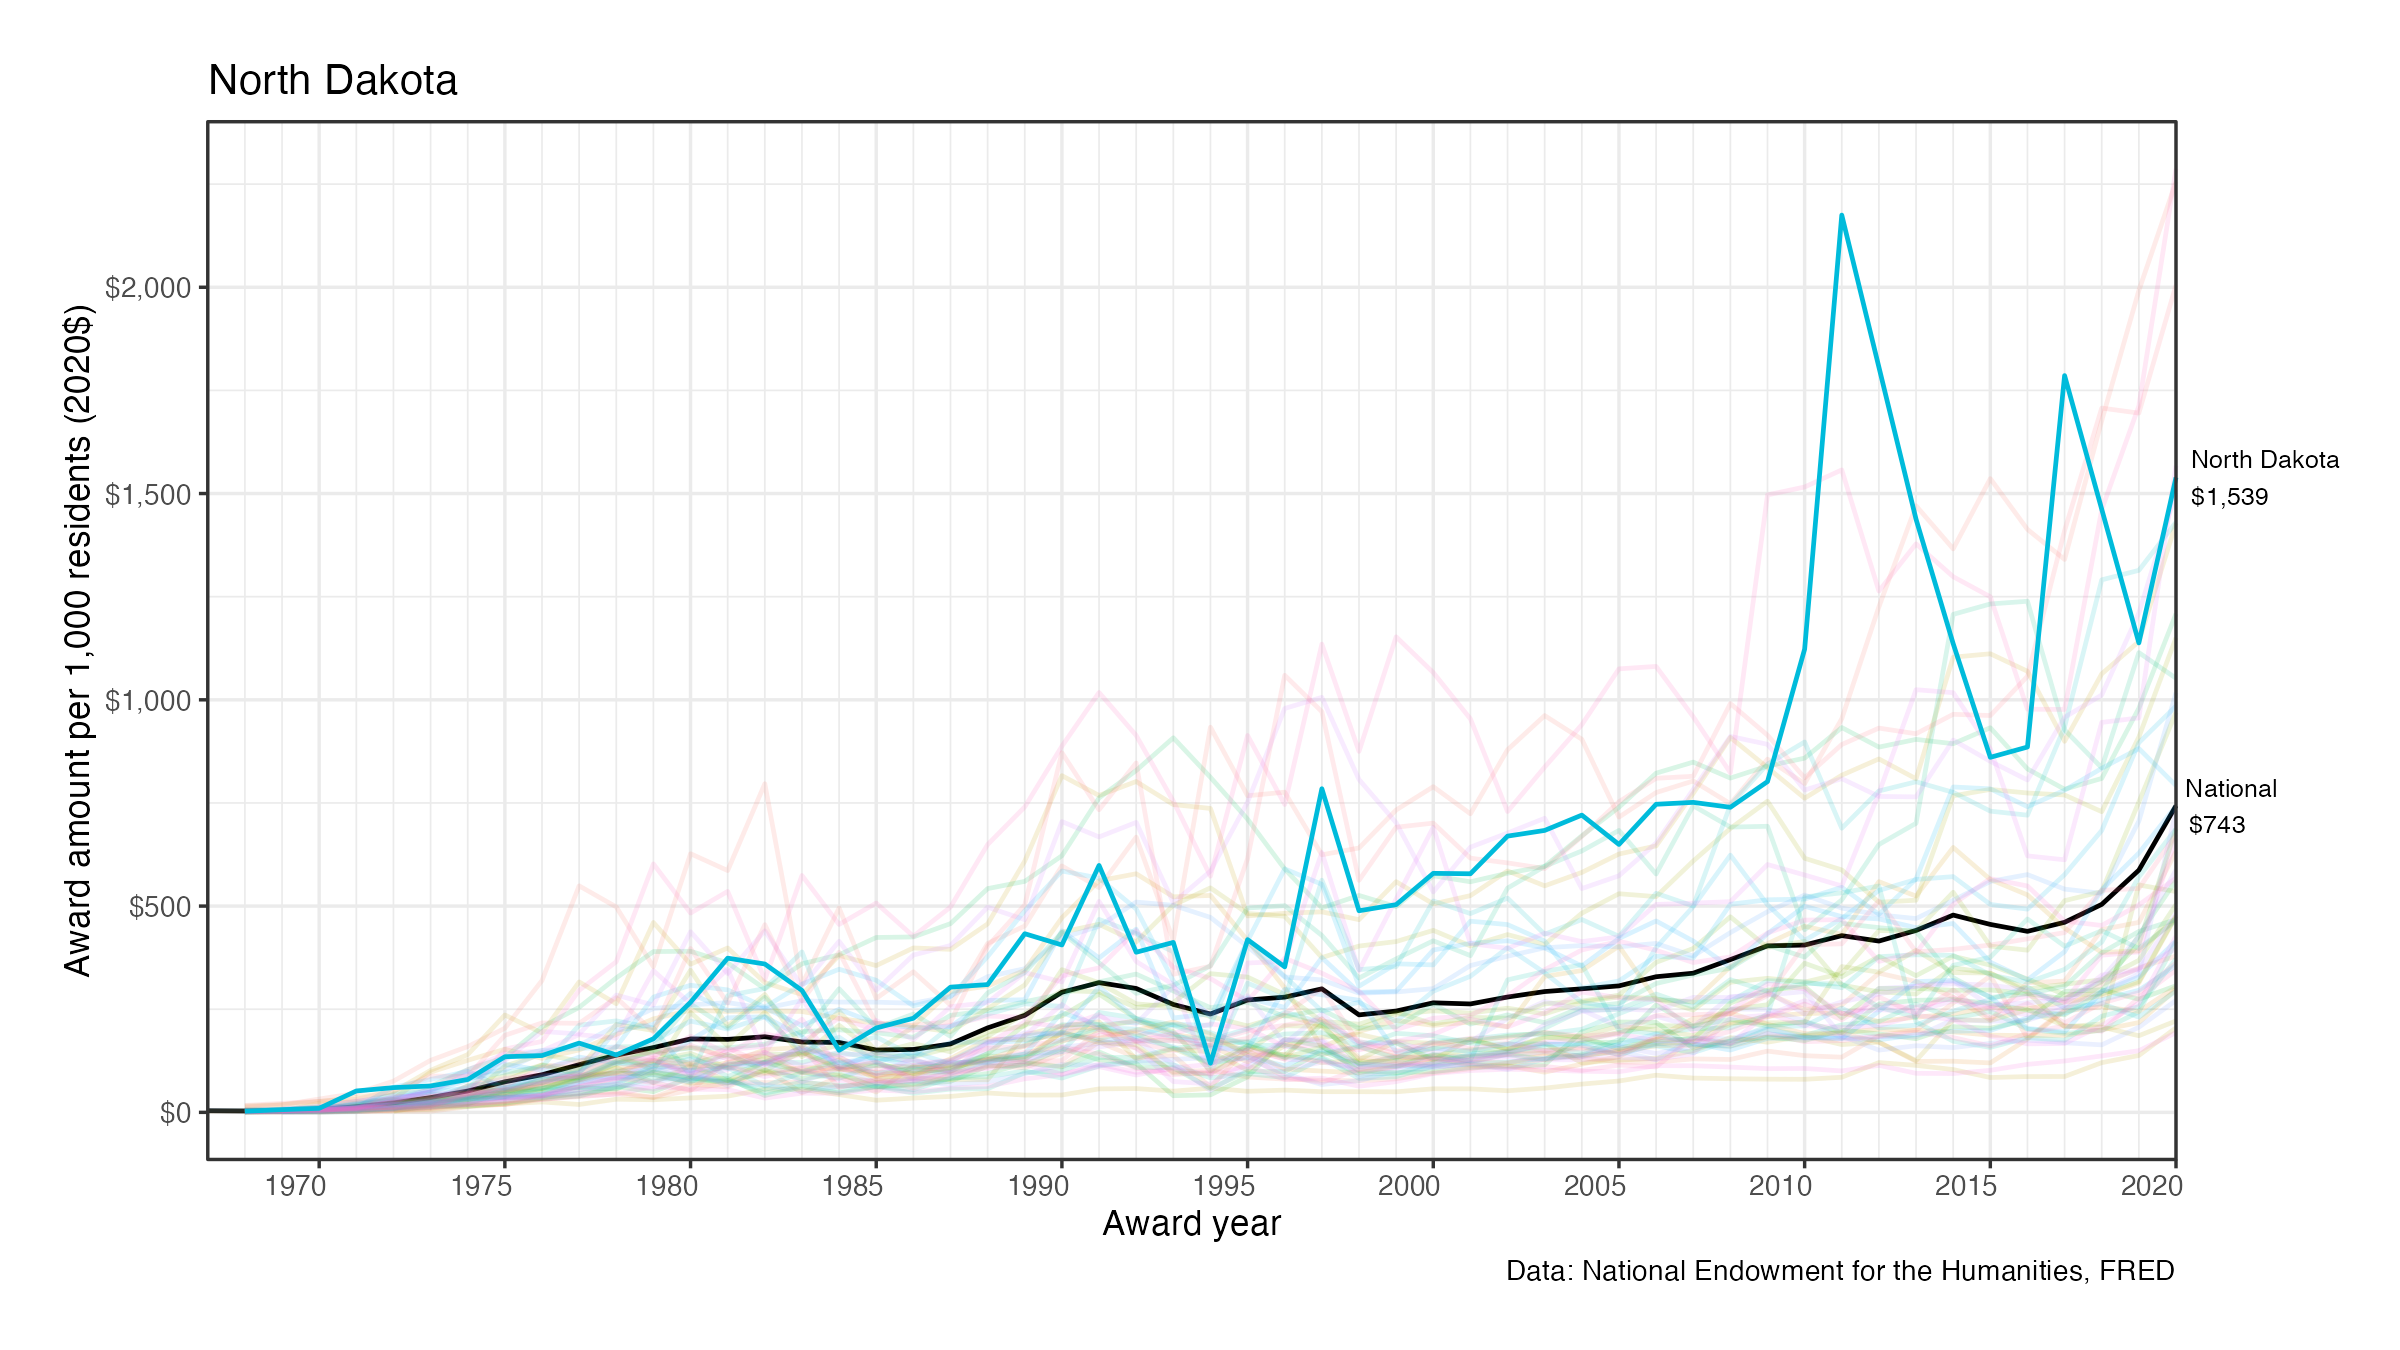 North Dakota
Award amount per 1,000 residents (2020$)
$2,000
$1,500
$1,000
$500
$0
North Dakota
$1,539
National
$743
1970 1975 1980 1985 1990 1995 2000 2005 2010 2015 2020
Award year
Data: National Endowment for the Humanities, FRED